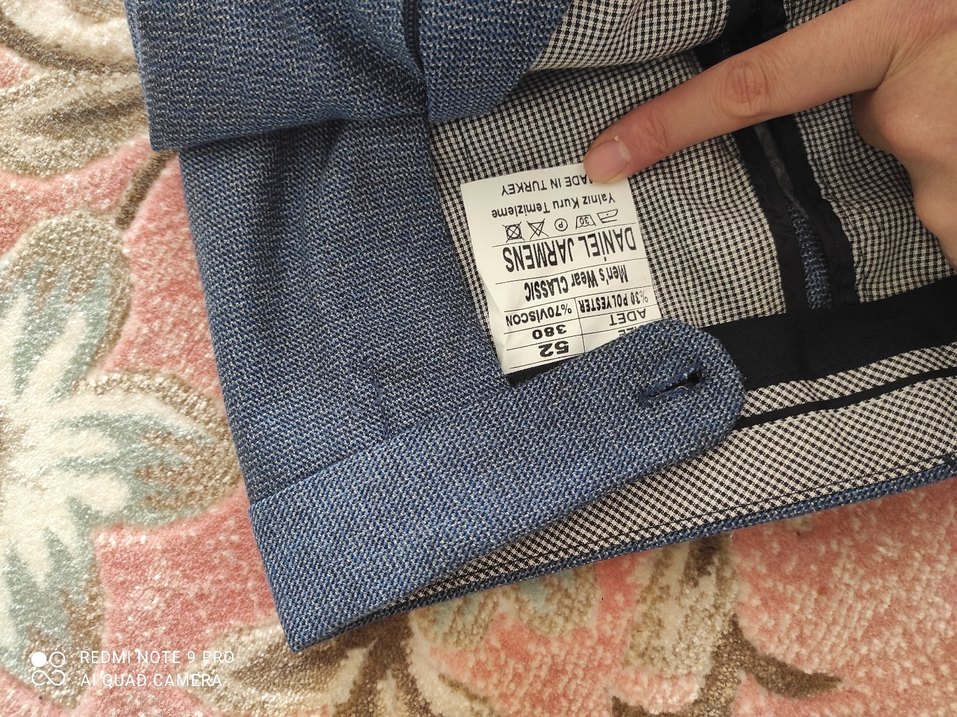 52
ADET 380
%30 POLYESTER %70VISCON
Men's Wear CLASSIC
DANİEL JARMENS
30 P
Yalnız Kuru Temizleme
MADE IN TURKEY
REDMI NOTE 9 PRO
AI QUAD CAMERA